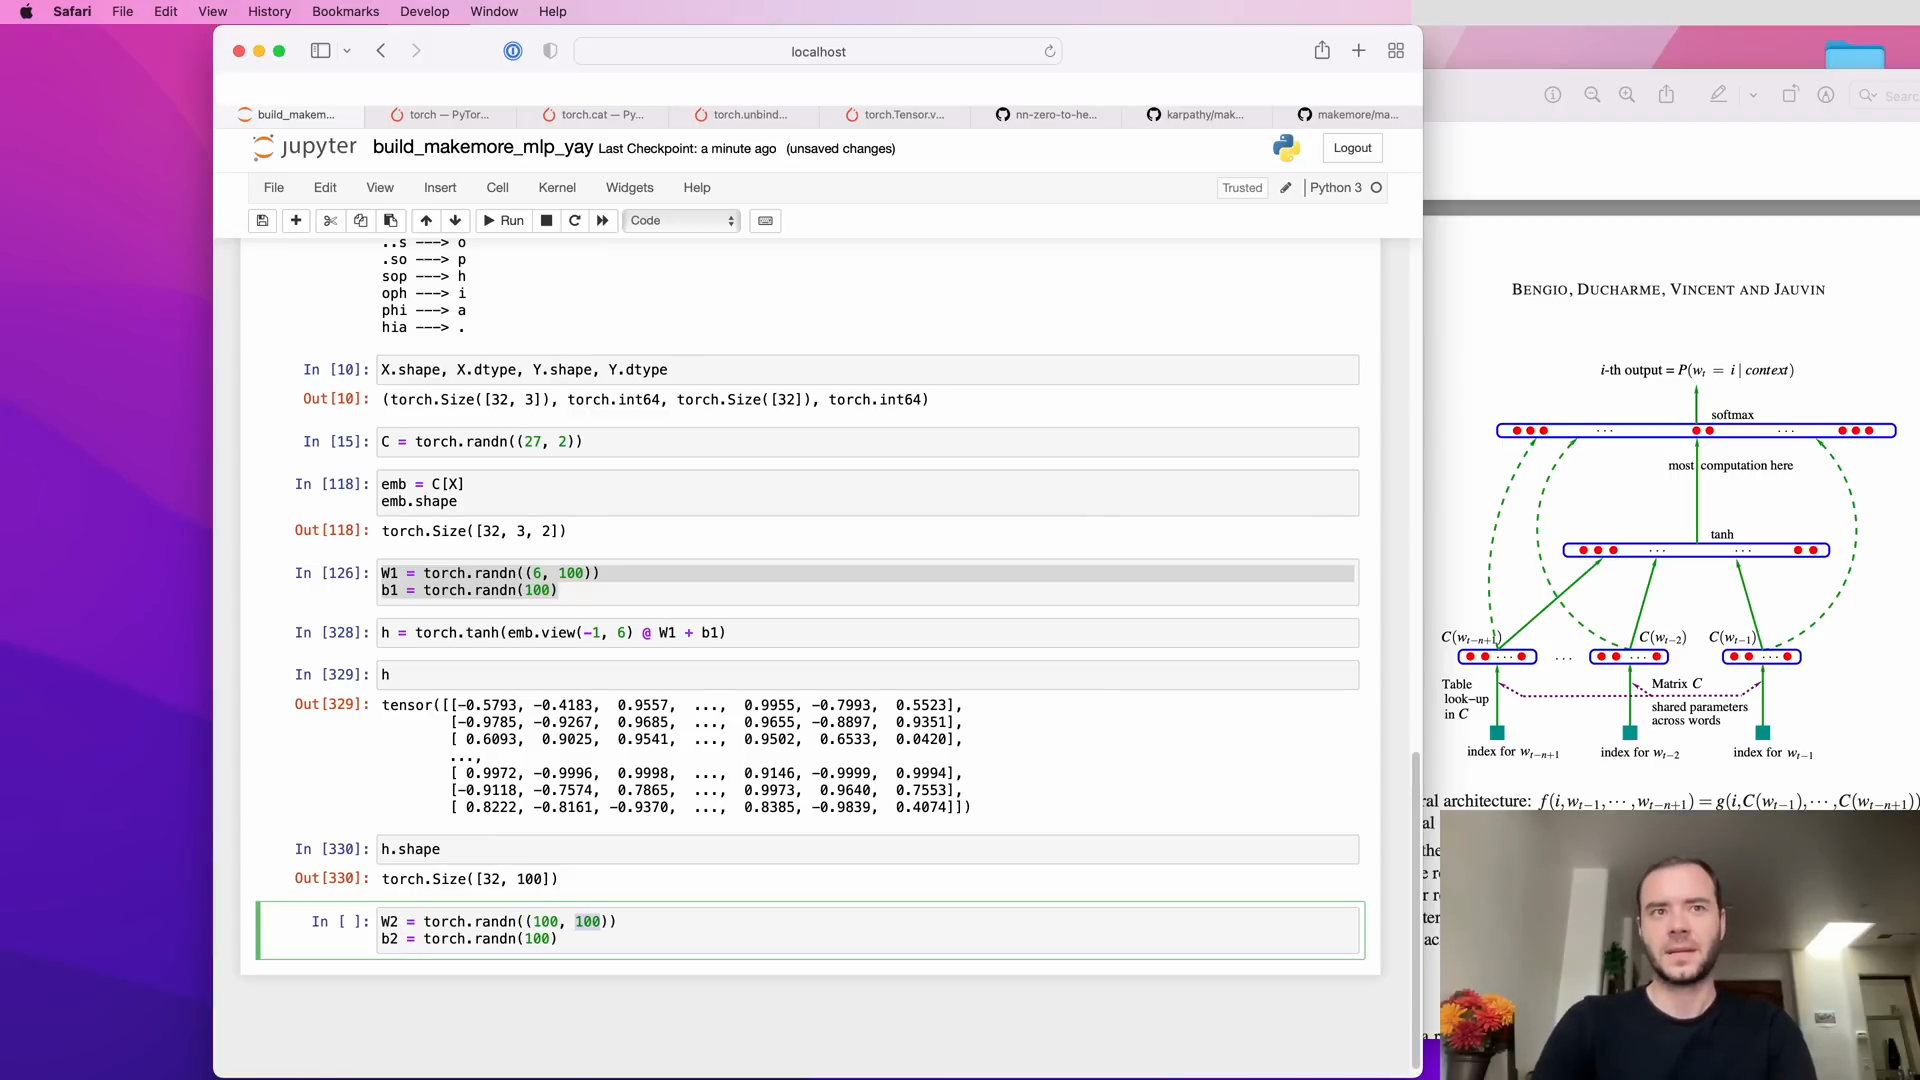 Safari File Edit View History Bookmarks Develop Window Help
localhost
build_makem... torch — PyTor... torch.cat — Py... torch.unbind... torch.Tensor.v... nn-zero-to-he... karpathy/mak... makemore/ma...
Searc
jupyter build_makemore_mlp_yay Last Checkpoint: a minute ago (unsaved changes)
Logout
File Edit View Insert Cell Kernel Widgets Help
Trusted Python 3
Run Code
..s ---> o
.so ---> p
sop ---> h
oph ---> i
phi ---> a
hia ---> .
In [10]: X.shape, X.dtype, Y.shape, Y.dtype
Out[10]: (torch.Size([32, 3]), torch.int64, torch.Size([32]), torch.int64)
In [15]: C = torch.randn((27, 2))
In [118]: emb = C[X]
emb.shape
Out[118]: torch.Size([32, 3, 2])
In [126]: W1 = torch.randn((6, 100))
b1 = torch.randn(100)
In [328]: h = torch.tanh(emb.view(-1, 6) @ W1 + b1)
In [329]: h
Out[329]: tensor([[-0.5793, -0.4183, 0.9557, ..., 0.9955, -0.7993, 0.5523],
[-0.9785, -0.9267, 0.9685, ..., 0.9655, -0.8897, 0.9351],
[ 0.6093, 0.9025, 0.9541, ..., 0.9502, 0.6533, 0.0420],
...,
[ 0.9972, -0.9996, 0.9998, ..., 0.9146, -0.9999, 0.9994],
[-0.9118, -0.7574, 0.7865, ..., 0.9973, 0.9640, 0.7553],
[ 0.8222, -0.8161, -0.9370, ..., 0.8385, -0.9839, 0.4074]])
In [330]: h.shape
Out[330]: torch.Size([32, 100])
In [ ]: W2 = torch.randn((100, 100))
b2 = torch.randn(100)
BENGIO, DUCHARME, VINCENT AND JAUVIN
i-th output = P(w_t = i | context)
softmax
... ...
most computation here
tanh
... ...
C(w_{t−n+1}) C(w_{t−2}) C(w_{t−1})
... ... ... ...
Table look-up in C
Matrix C
shared parameters across words
index for w_{t−n+1} index for w_{t−2} index for w_{t−1}
ral architecture: f(i,w_{t−1},⋯,w_{t−n+1}) = g(i,C(w_{t−1}),⋯,C(w_{t−n+1}))
al
the